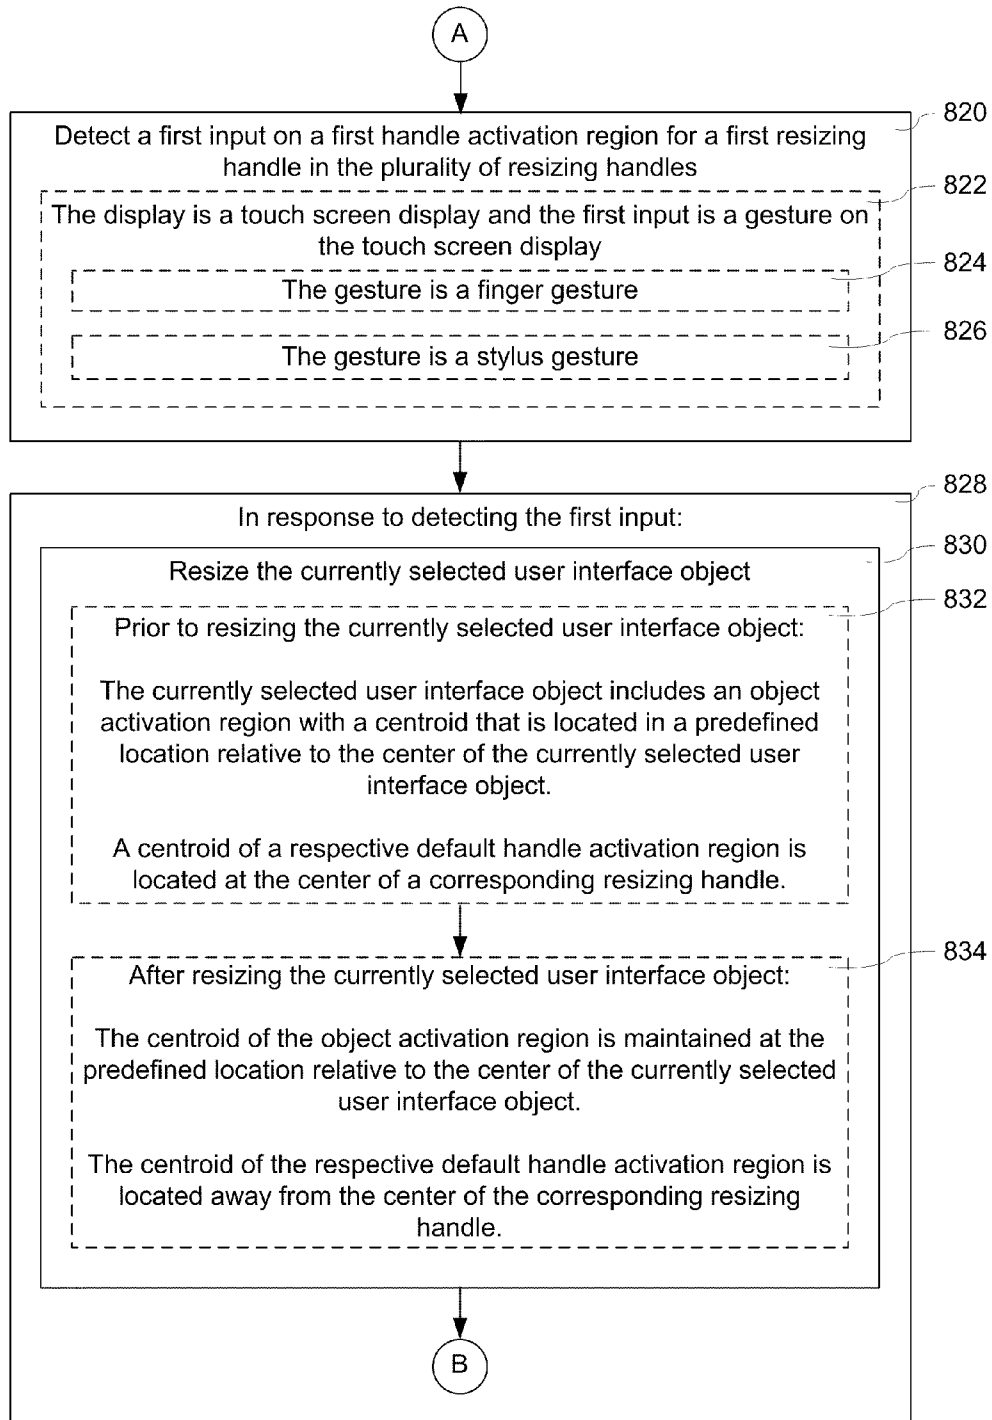 A
820
Detect a first input on a first handle activation region for a first resizing
handle in the plurality of resizing handles
822
The display is a touch screen display and the first input is a gesture on
the touch screen display
824
The gesture is a finger gesture
826
The gesture is a stylus gesture
828
In response to detecting the first input:
830
Resize the currently selected user interface object
832
Prior to resizing the currently selected user interface object:
The currently selected user interface object includes an object
activation region with a centroid that is located in a predefined
location relative to the center of the currently selected user
interface object.
A centroid of a respective default handle activation region is
located at the center of a corresponding resizing handle.
834
After resizing the currently selected user interface object:
The centroid of the object activation region is maintained at the
predefined location relative to the center of the currently selected
user interface object.
The centroid of the respective default handle activation region is
located away from the center of the corresponding resizing
handle.
B